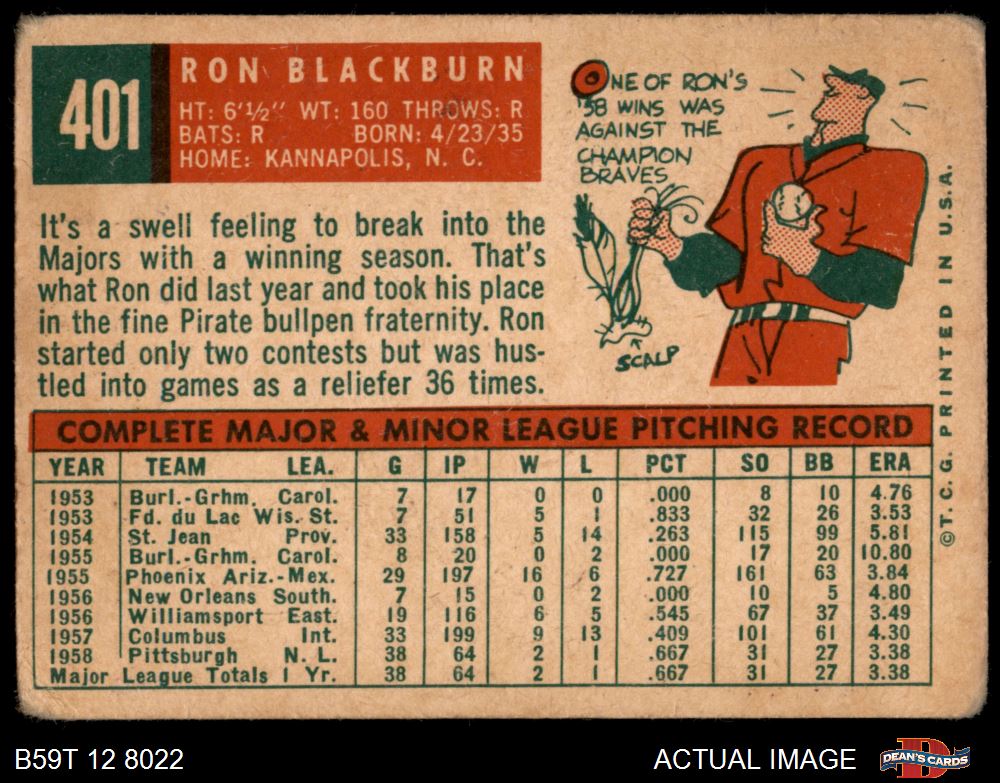 401
RON BLACKBURN
HT: 6'½" WT: 160 THROWS: R
BATS: R BORN: 4/23/35
HOME: KANNAPOLIS, N. C.
ONE OF RON'S
'58 WINS WAS
AGAINST THE
CHAMPION
BRAVES
SCALP
It's a swell feeling to break into the
Majors with a winning season. That's
what Ron did last year and took his place
in the fine Pirate bullpen fraternity. Ron
started only two contests but was hus-
tled into games as a reliefer 36 times.
COMPLETE MAJOR & MINOR LEAGUE PITCHING RECORD
YEAR TEAM LEA. G IP W L PCT SO BB ERA
1953 Burl.-Grhm. Carol. 7 17 0 0 .000 8 10 4.76
1953 Fd. du Lac Wis. St. 7 51 5 1 .833 32 26 3.53
1954 St. Jean Prov. 33 158 5 14 .263 115 99 5.81
1955 Burl.-Grhm. Carol. 8 20 0 2 .000 17 20 10.80
1955 Phoenix Ariz.-Mex. 29 197 16 6 .727 161 63 3.84
1956 New Orleans South. 7 15 0 2 .000 10 5 4.80
1956 Williamsport East. 19 116 6 5 .545 67 37 3.49
1957 Columbus Int. 33 199 9 13 .409 101 61 4.30
1958 Pittsburgh N. L. 38 64 2 1 .667 31 27 3.38
Major League Totals 1 Yr. 38 64 2 1 .667 31 27 3.38
©T. C. G. PRINTED IN U.S.A.
B59T 12 8022
ACTUAL IMAGE
D
DEAN'S CARDS